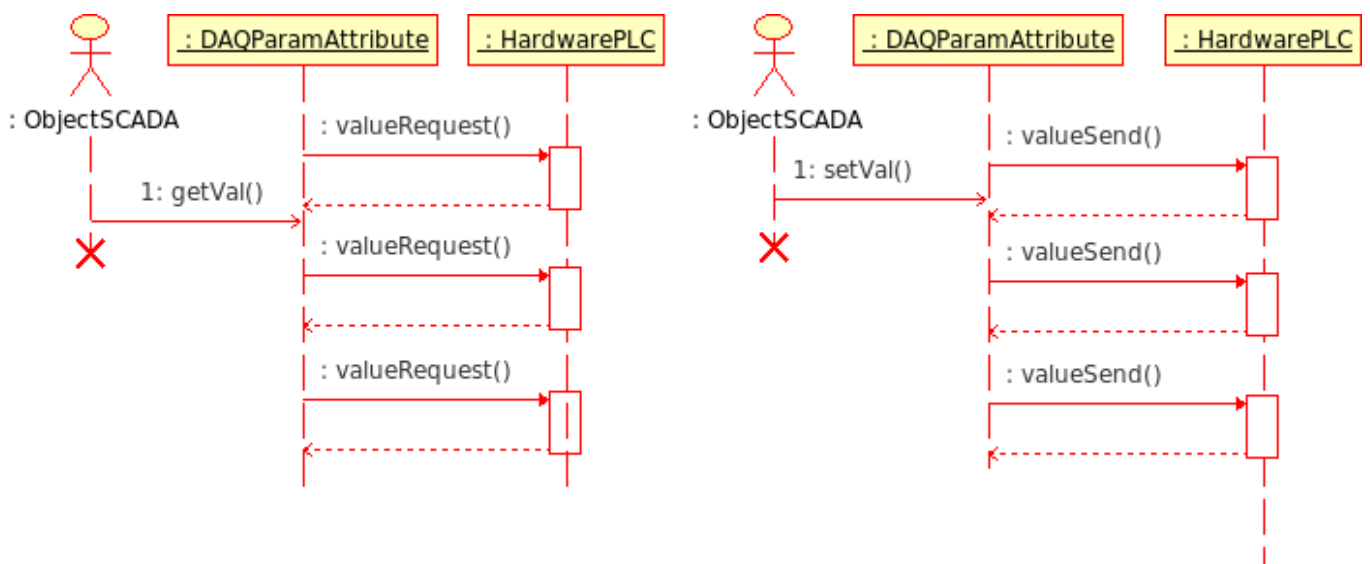 : DAQParamAttribute
: HardwarePLC
: ObjectSCADA
: valueRequest()
1: getVal()
: valueRequest()
: valueRequest()
: DAQParamAttribute
: HardwarePLC
: ObjectSCADA
: valueSend()
1: setVal()
: valueSend()
: valueSend()